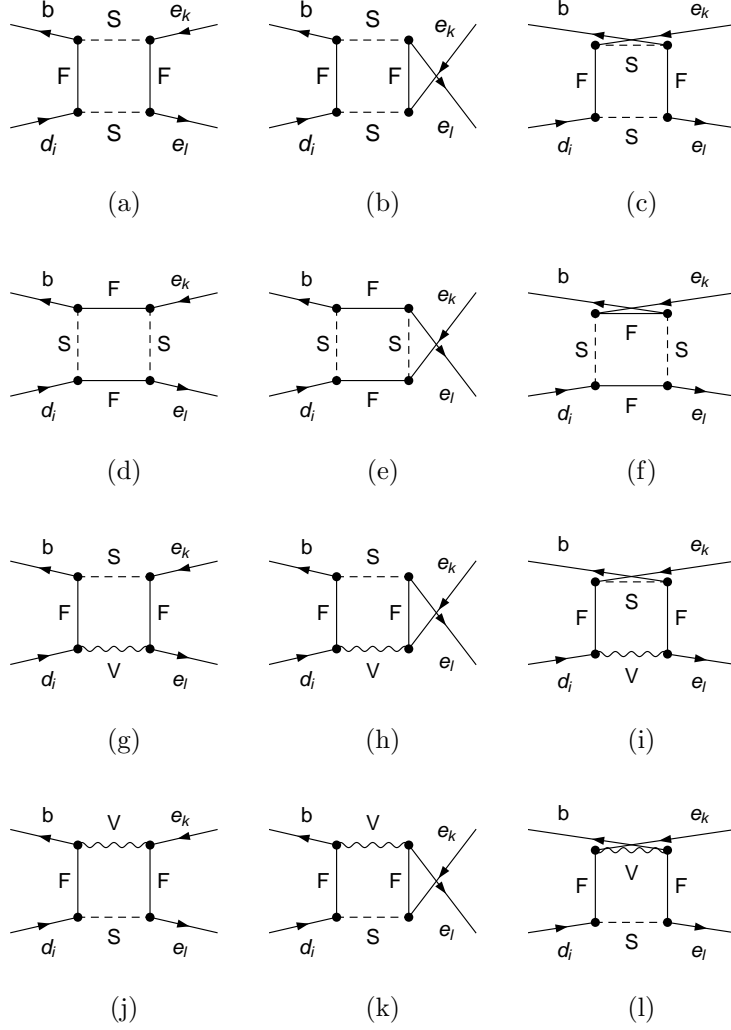 b S e_k b S e_k b e_k
F F F F F S F
d_i S e_l d_i S e_l d_i S e_l
(a) (b) (c)
b F e_k b F e_k b e_k
S S S S S F S
d_i F e_l d_i F e_l d_i F e_l
(d) (e) (f)
b S e_k b S e_k b e_k
F F F F F S F
d_i V e_l d_i V e_l d_i V e_l
(g) (h) (i)
b V e_k b V e_k b e_k
F F F F F V F
d_i S e_l d_i S e_l d_i S e_l
(j) (k) (l)